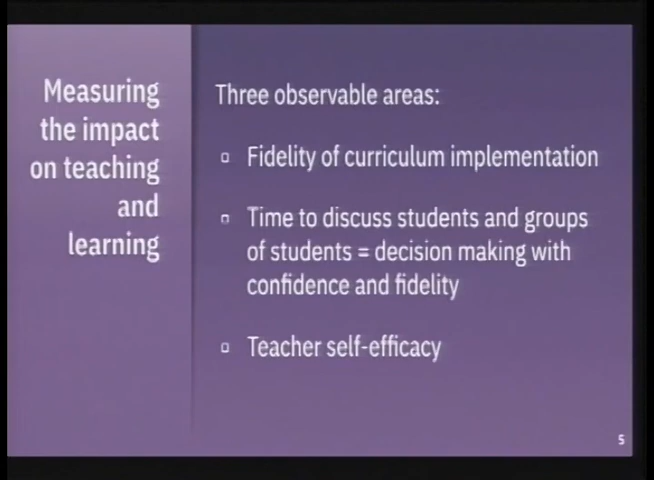 Measuring
the impact
on teaching
and
learning
Three observable areas:
Fidelity of curriculum implementation
Time to discuss students and groups
of students = decision making with
confidence and fidelity
Teacher self-efficacy
5